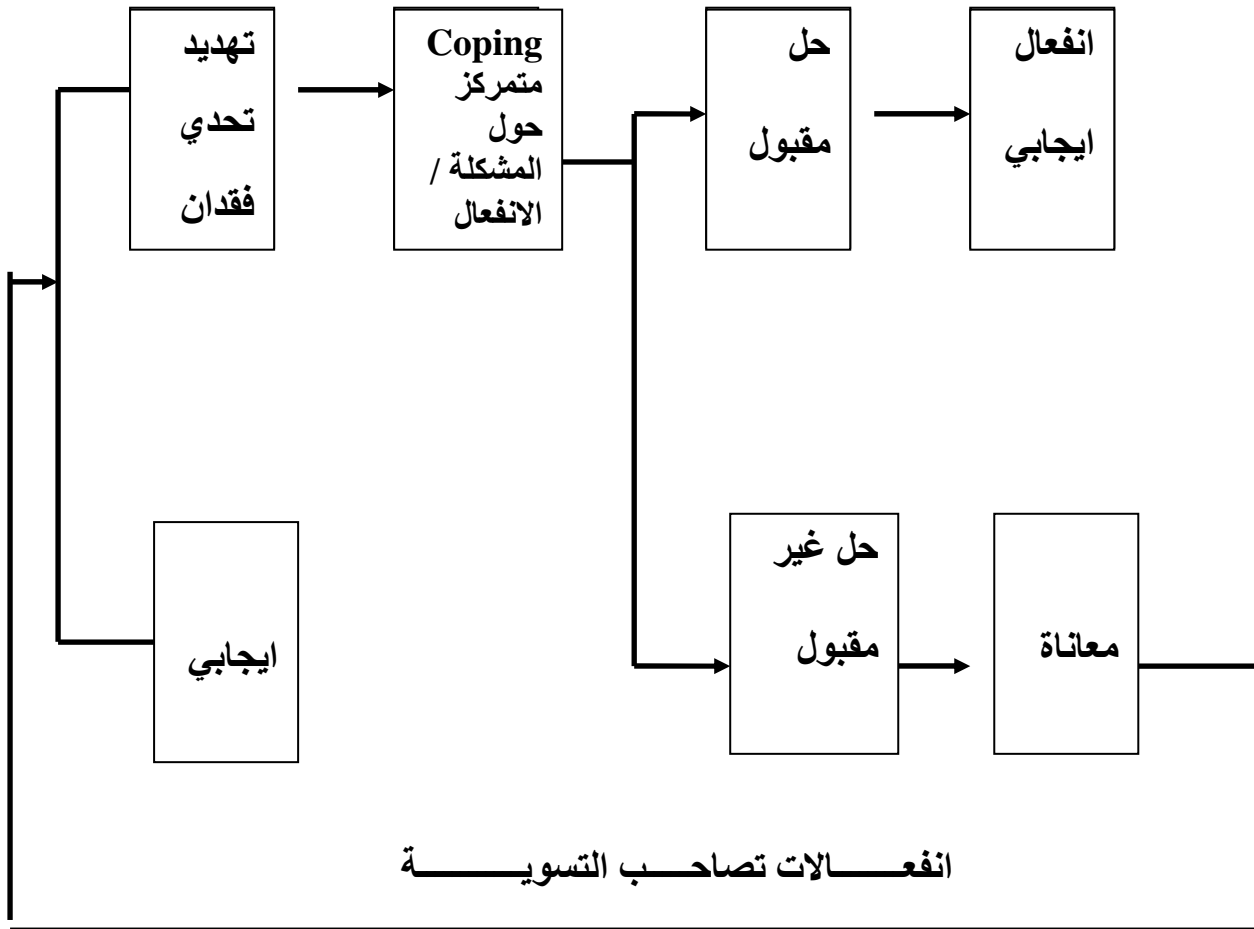 تهديد
تحدي
فقدان
Coping
متمركز
حول
المشكلة /
الانفعال
حل
مقبول
انفعال
ايجابي
ايجابي
حل غير
مقبول
معاناة
انفعـــــالات تصاحـــب التسويـــــــة